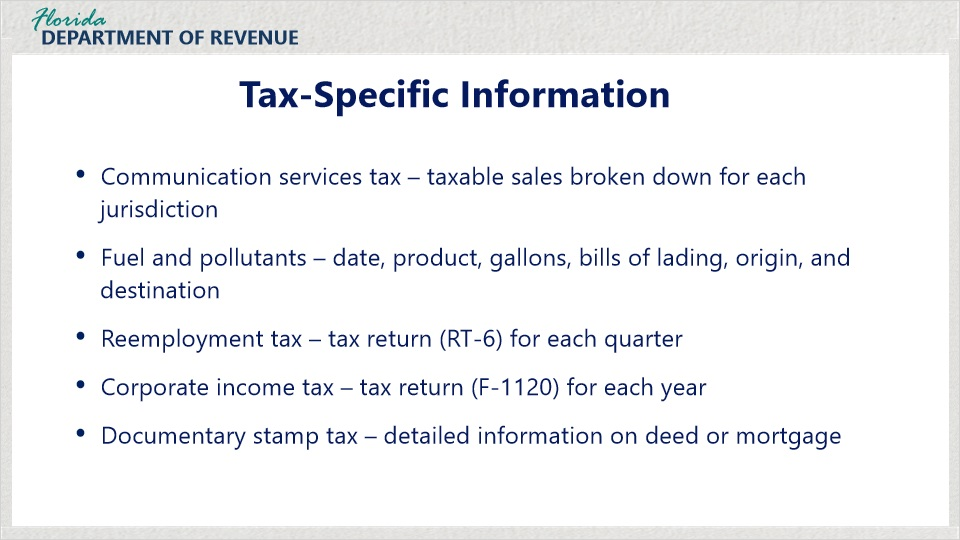 Florida
DEPARTMENT OF REVENUE
Tax-Specific Information
• Communication services tax – taxable sales broken down for each
jurisdiction
• Fuel and pollutants – date, product, gallons, bills of lading, origin, and
destination
• Reemployment tax – tax return (RT-6) for each quarter
• Corporate income tax – tax return (F-1120) for each year
• Documentary stamp tax – detailed information on deed or mortgage